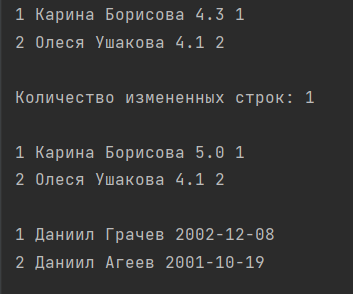 1 Карина Борисова 4.3 1
2 Олеся Ушакова 4.1 2
Количество измененных строк: 1
1 Карина Борисова 5.0 1
2 Олеся Ушакова 4.1 2
1 Даниил Грачев 2002-12-08
2 Даниил Агеев 2001-10-19